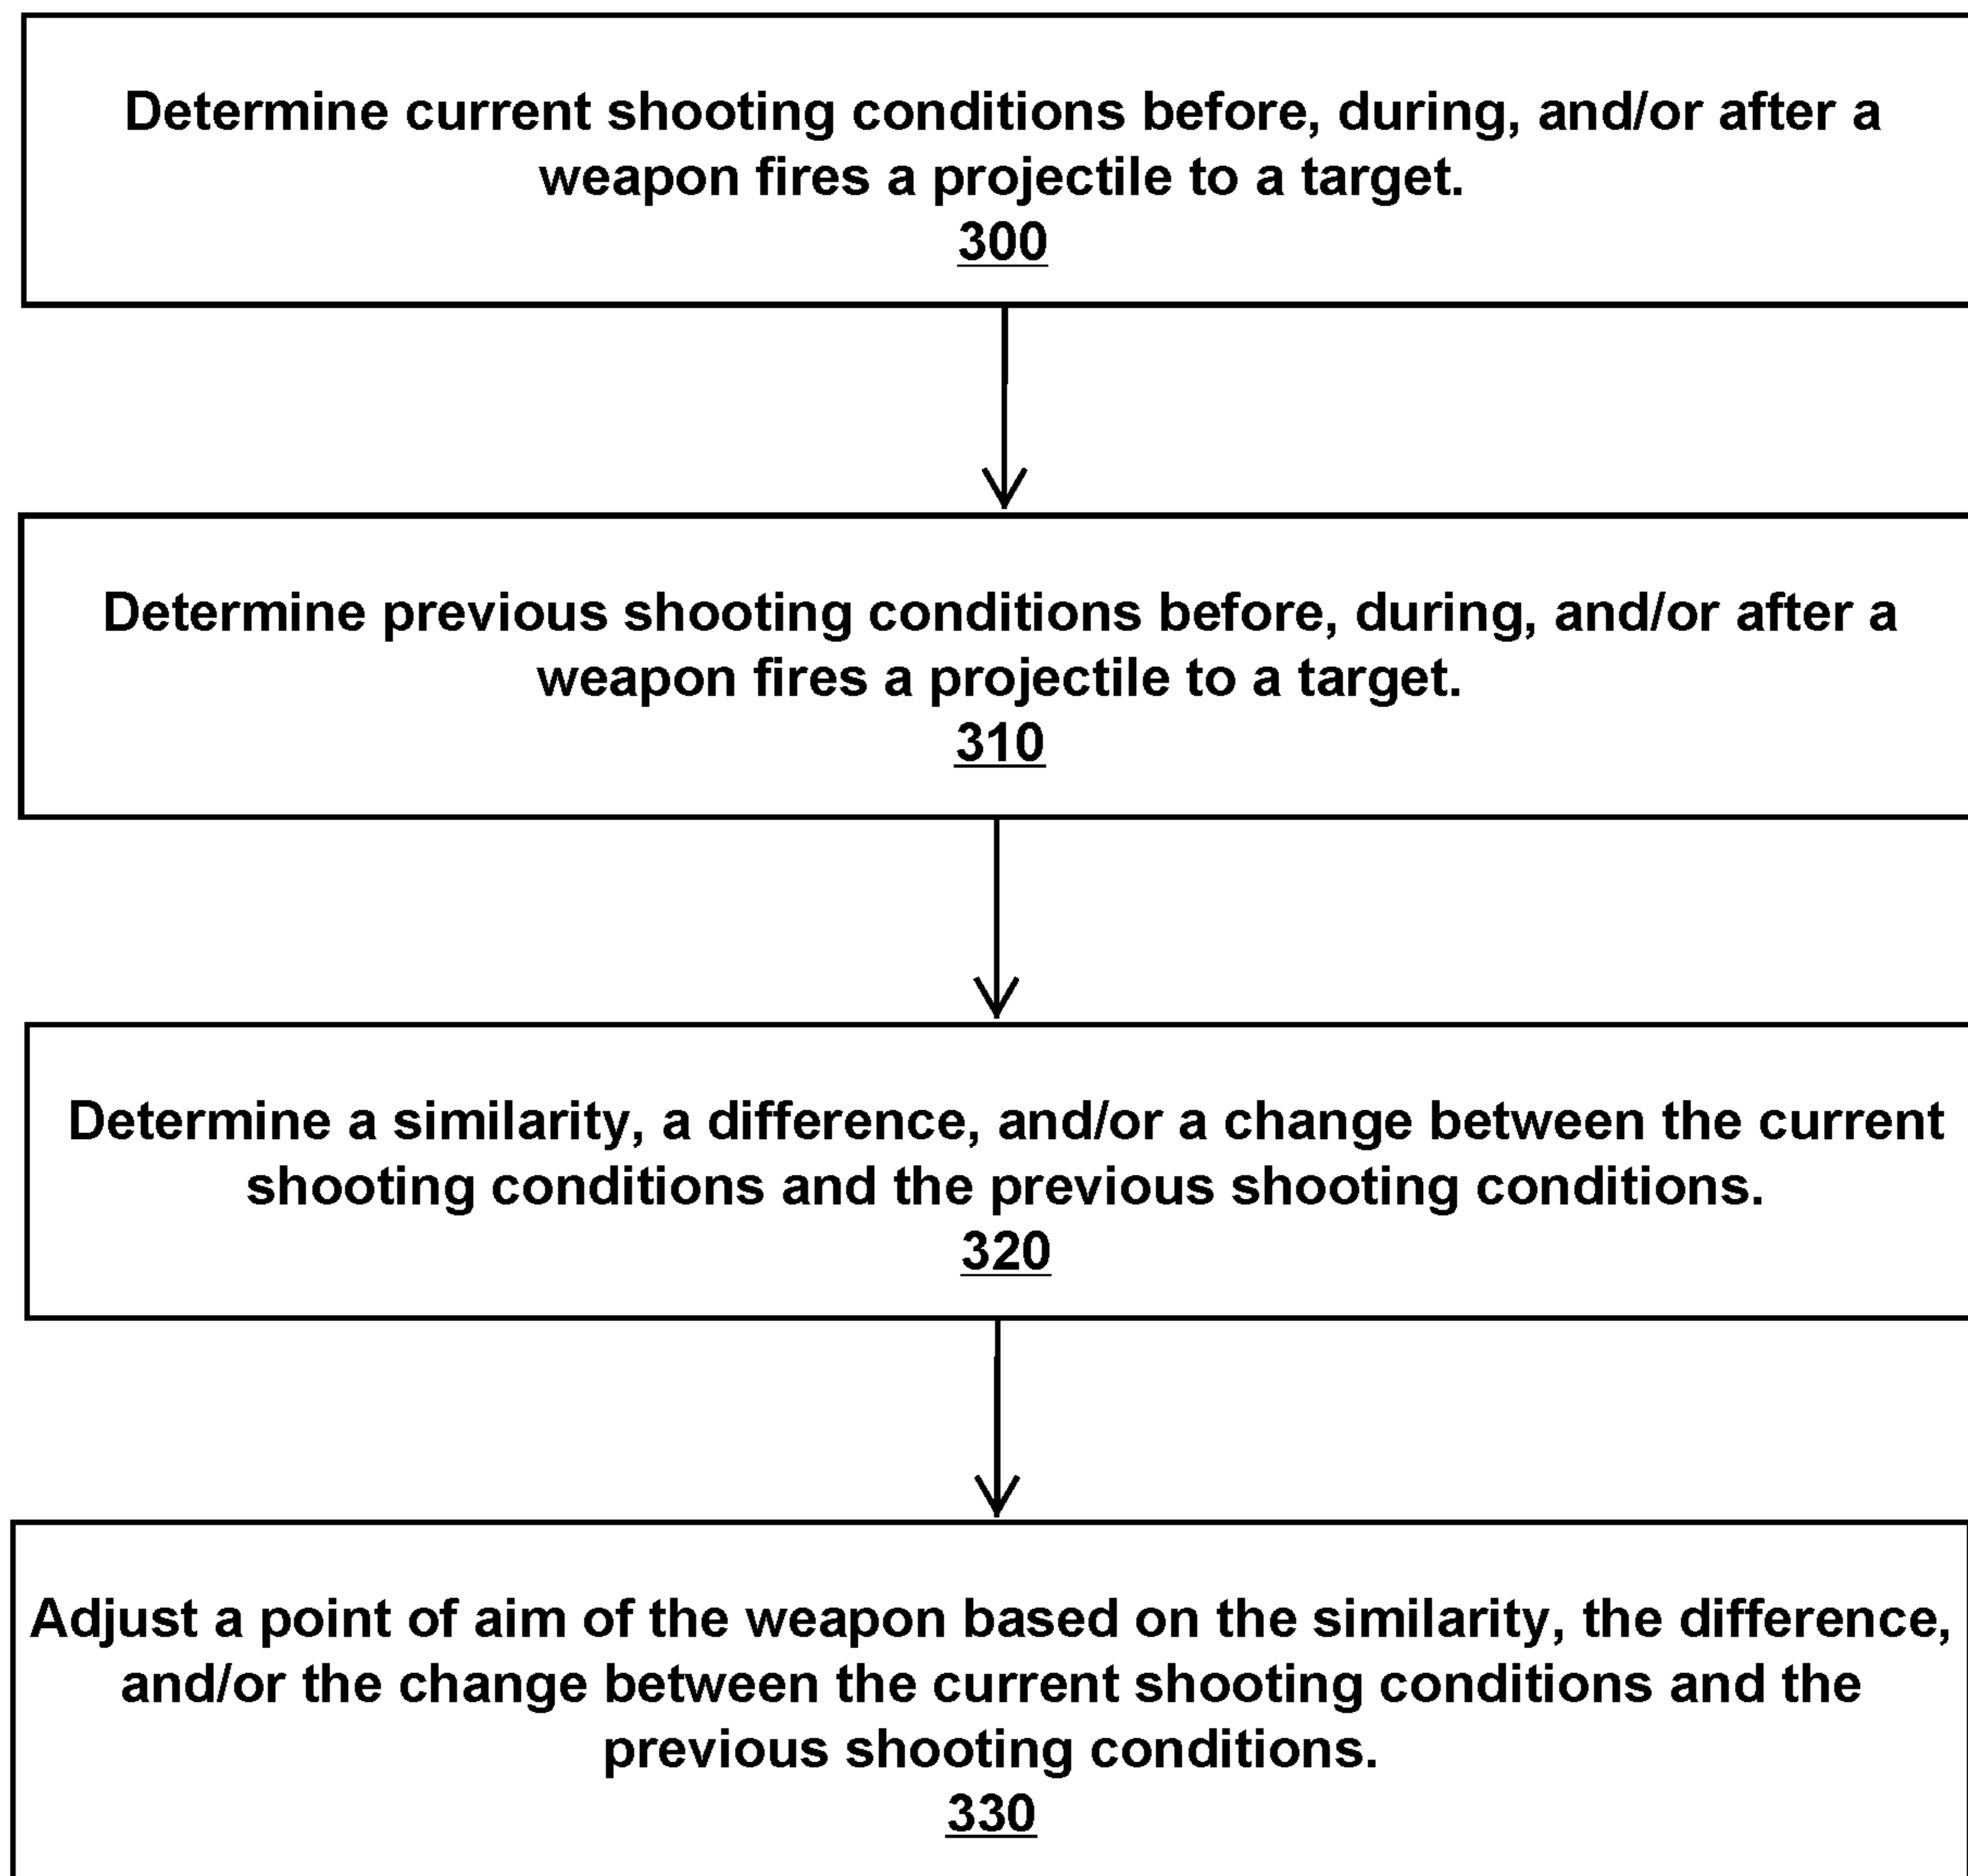 Determine current shooting conditions before, during, and/or after a
weapon fires a projectile to a target.
300
Determine previous shooting conditions before, during, and/or after a
weapon fires a projectile to a target.
310
Determine a similarity, a difference, and/or a change between the current
shooting conditions and the previous shooting conditions.
320
Adjust a point of aim of the weapon based on the similarity, the difference,
and/or the change between the current shooting conditions and the
previous shooting conditions.
330